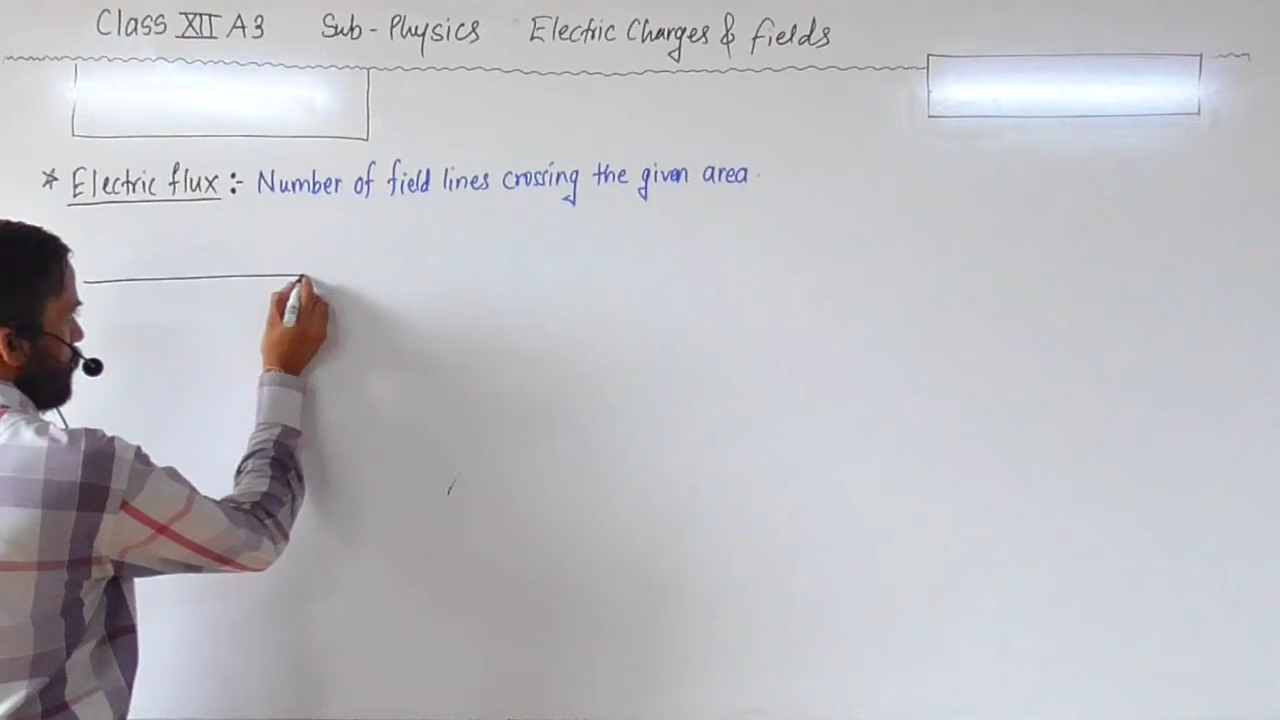 Class XII A3 Sub-Physics Electric Charges & fields
* Electric flux :- Number of field lines crossing the given area.